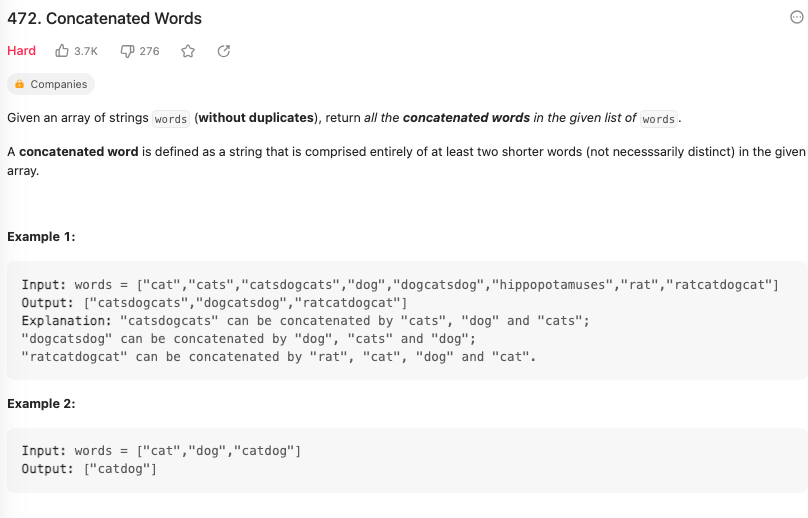 472. Concatenated Words
Hard 3.7K 276
Companies
Given an array of strings words (without duplicates), return all the concatenated words in the given list of words.
A concatenated word is defined as a string that is comprised entirely of at least two shorter words (not necesssarily distinct) in the given
array.
Example 1:
Input: words = ["cat","cats","catsdogcats","dog","dogcatsdog","hippopotamuses","rat","ratcatdogcat"]
Output: ["catsdogcats","dogcatsdog","ratcatdogcat"]
Explanation: "catsdogcats" can be concatenated by "cats", "dog" and "cats";
"dogcatsdog" can be concatenated by "dog", "cats" and "dog";
"ratcatdogcat" can be concatenated by "rat", "cat", "dog" and "cat".
Example 2:
Input: words = ["cat","dog","catdog"]
Output: ["catdog"]